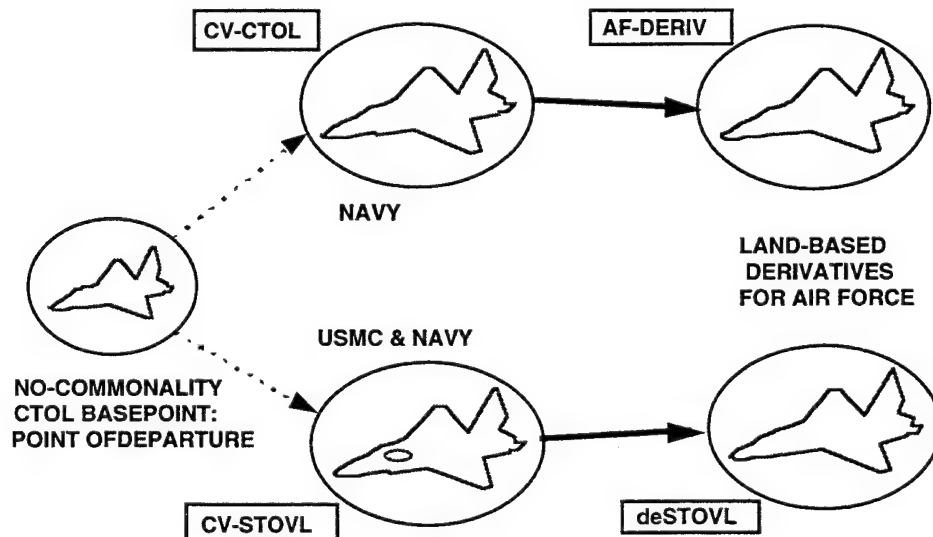 CV-CTOL
AF-DERIV
NAVY
LAND-BASED
DERIVATIVES
FOR AIR FORCE
USMC & NAVY
NO-COMMONALITY
CTOL BASEPOINT:
POINT OFDEPARTURE
CV-STOVL
deSTOVL